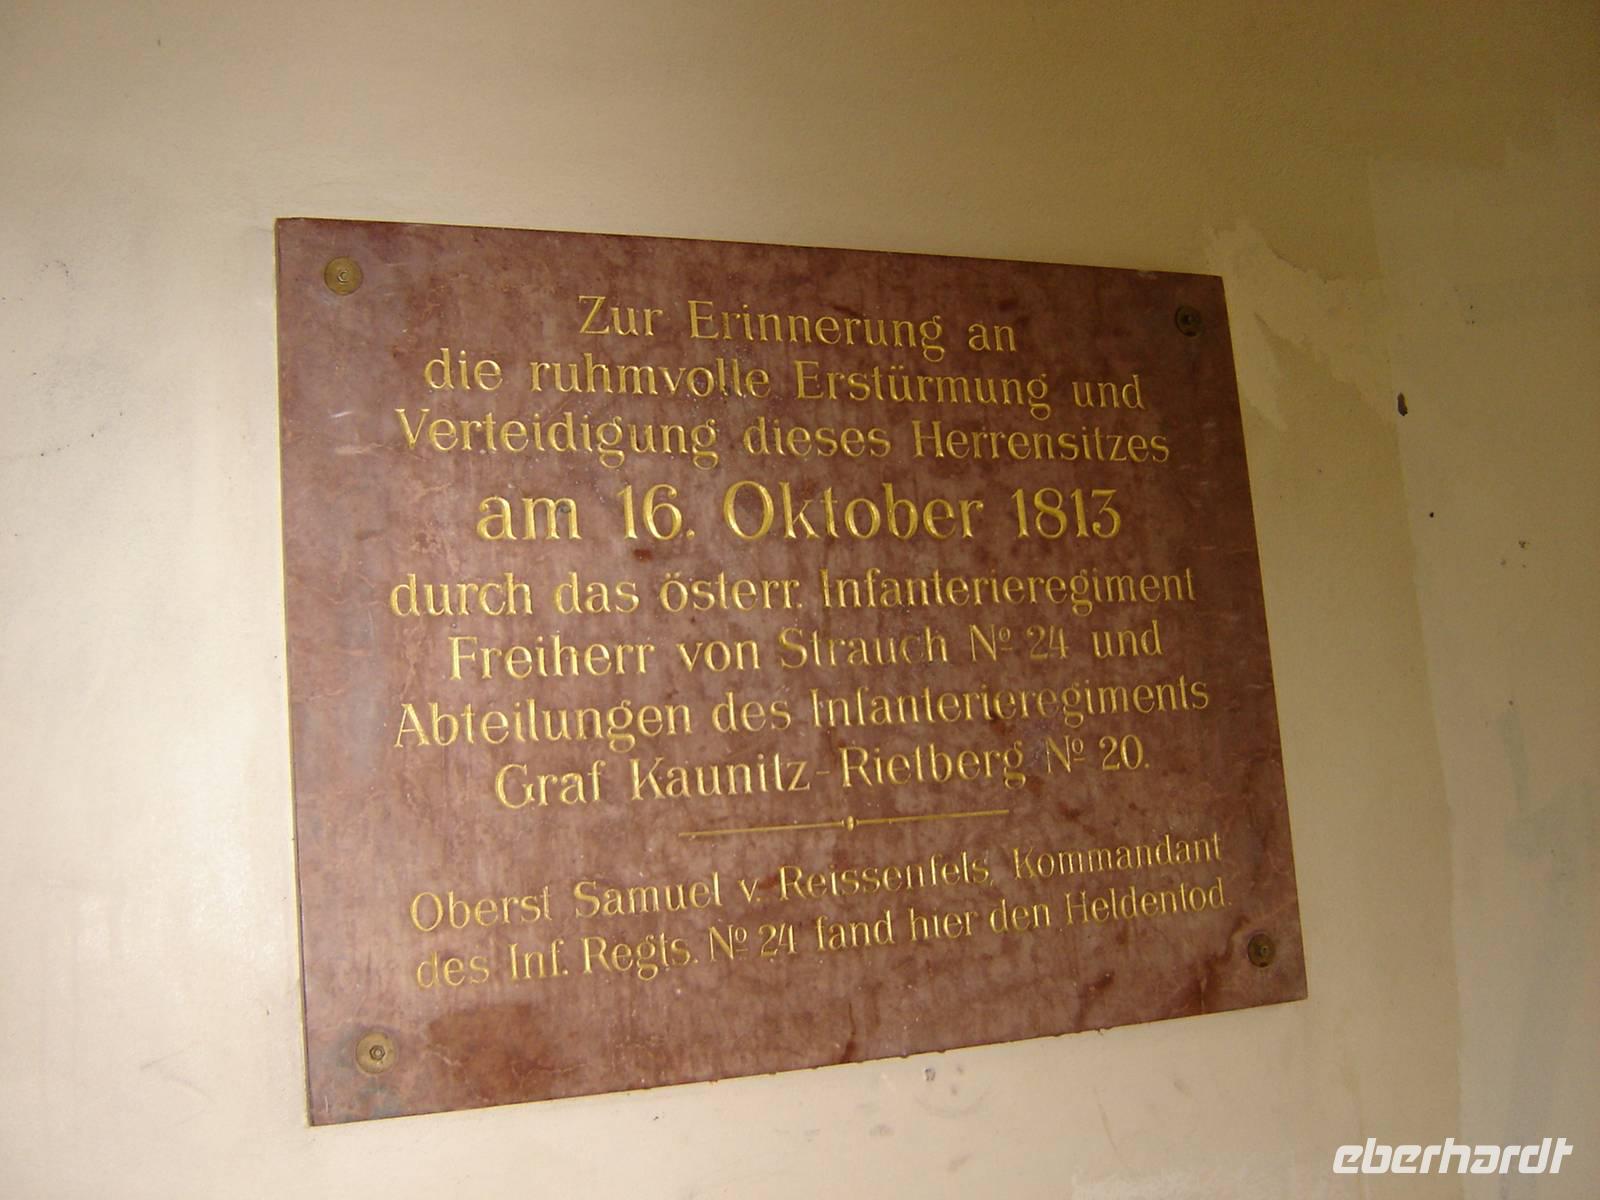 Zur Erinnerung an
die ruhmvolle Erstürmung und
Verteidigung dieses Herrensitzes
am 16. Oktober 1813
durch das österr. Infanterieregiment
Freiherr von Strauch Nº 24 und
Abteilungen des Infanterieregiments
Graf Kaunitz-Rietberg Nº 20.
Oberst Samuel v. Reissenfels, Kommandant
des Inf. Regts. Nº 24 fand hier den Heldentod.
eberhardt